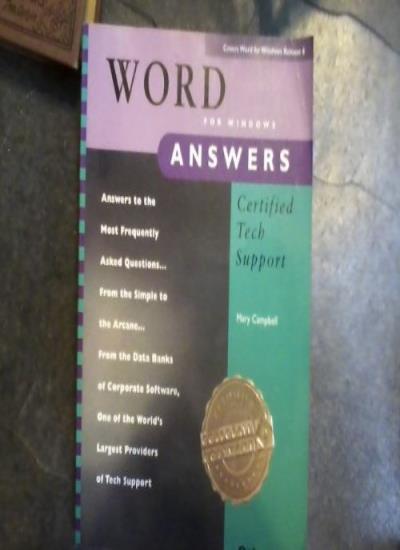 Covers Word for Windows Release 6
WORD
FOR WINDOWS
ANSWERS
Certified
Tech
Support
Mary Campbell
Answers to the
Most Frequently
Asked Questions...
From the Simple to
the Arcane...
From the Data Banks
of Corporate Software,
One of the World's
Largest Providers
of Tech Support